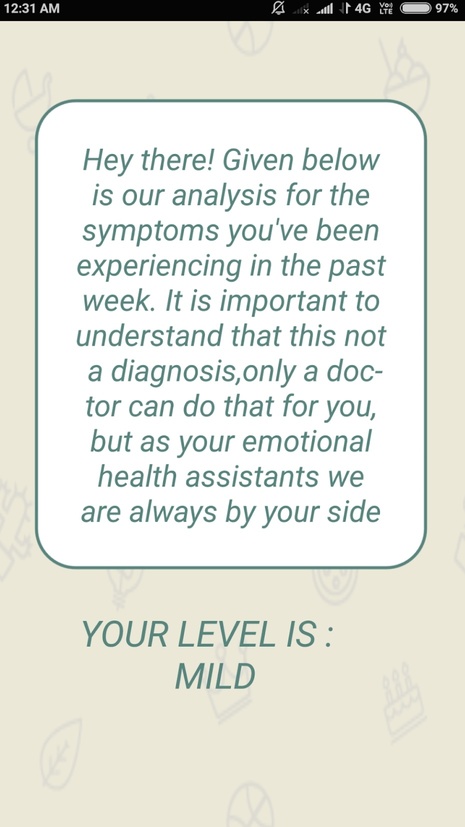 12:31 AM 4G Vo) LTE 97%
Hey there! Given below
is our analysis for the
symptoms you've been
experiencing in the past
week. It is important to
understand that this not
a diagnosis,only a doc-
tor can do that for you,
but as your emotional
health assistants we
are always by your side
YOUR LEVEL IS :
MILD